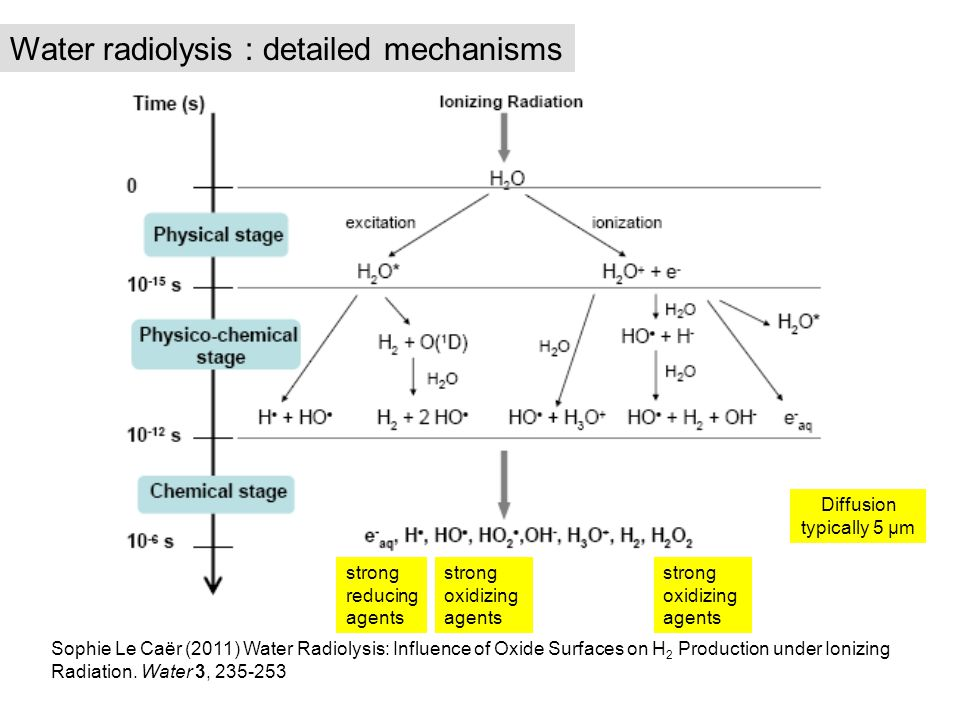 Water radiolysis : detailed mechanisms
Time (s)
Ionizing Radiation
0
H₂O
excitation
ionization
Physical stage
10⁻¹⁵ s
H₂O*
H₂O⁺ + e⁻
Physico-chemical
stage
H₂ + O(¹D)
H₂O
H₂O
H₂O
HO• + H⁻
H₂O
H₂O*
H• + HO•
H₂ + 2 HO•
HO• + H₃O⁺
HO• + H₂ + OH⁻
e⁻aq
10⁻¹² s
Chemical stage
10⁻⁶ s
e⁻aq, H•, HO•, HO₂•,OH⁻, H₃O⁺, H₂, H₂O₂
Diffusion
typically 5 µm
strong
reducing
agents
strong
oxidizing
agents
strong
oxidizing
agents
Sophie Le Caër (2011) Water Radiolysis: Influence of Oxide Surfaces on H₂ Production under Ionizing
Radiation. Water 3, 235-253